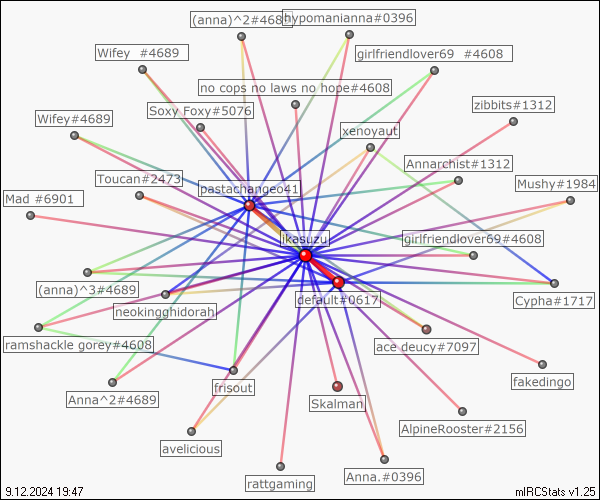 (anna)^2#468
hypomanianna#0396
Wifey  #4689
girlfriendlover69  #4608
no cops no laws no hope#4608
Soxy Foxy#5076
zibbits#1312
Wifey#4689
xenoyaut
Annarchist#1312
Toucan#2473
pastachangeo41
Mushy#1984
Mad #6901
ikasuzu
girlfriendlover69#4608
(anna)^3#4689
default#0617
Cypha#1717
neokingghidorah
ramshackle gorey#4608
ace.deucy#7097
fakedingo
frisout
Anna^2#4689
Skalman
AlpineRooster#2156
avelicious
rattgaming
Anna.#0396
9.12.2024 19:47
mIRCStats v1.25